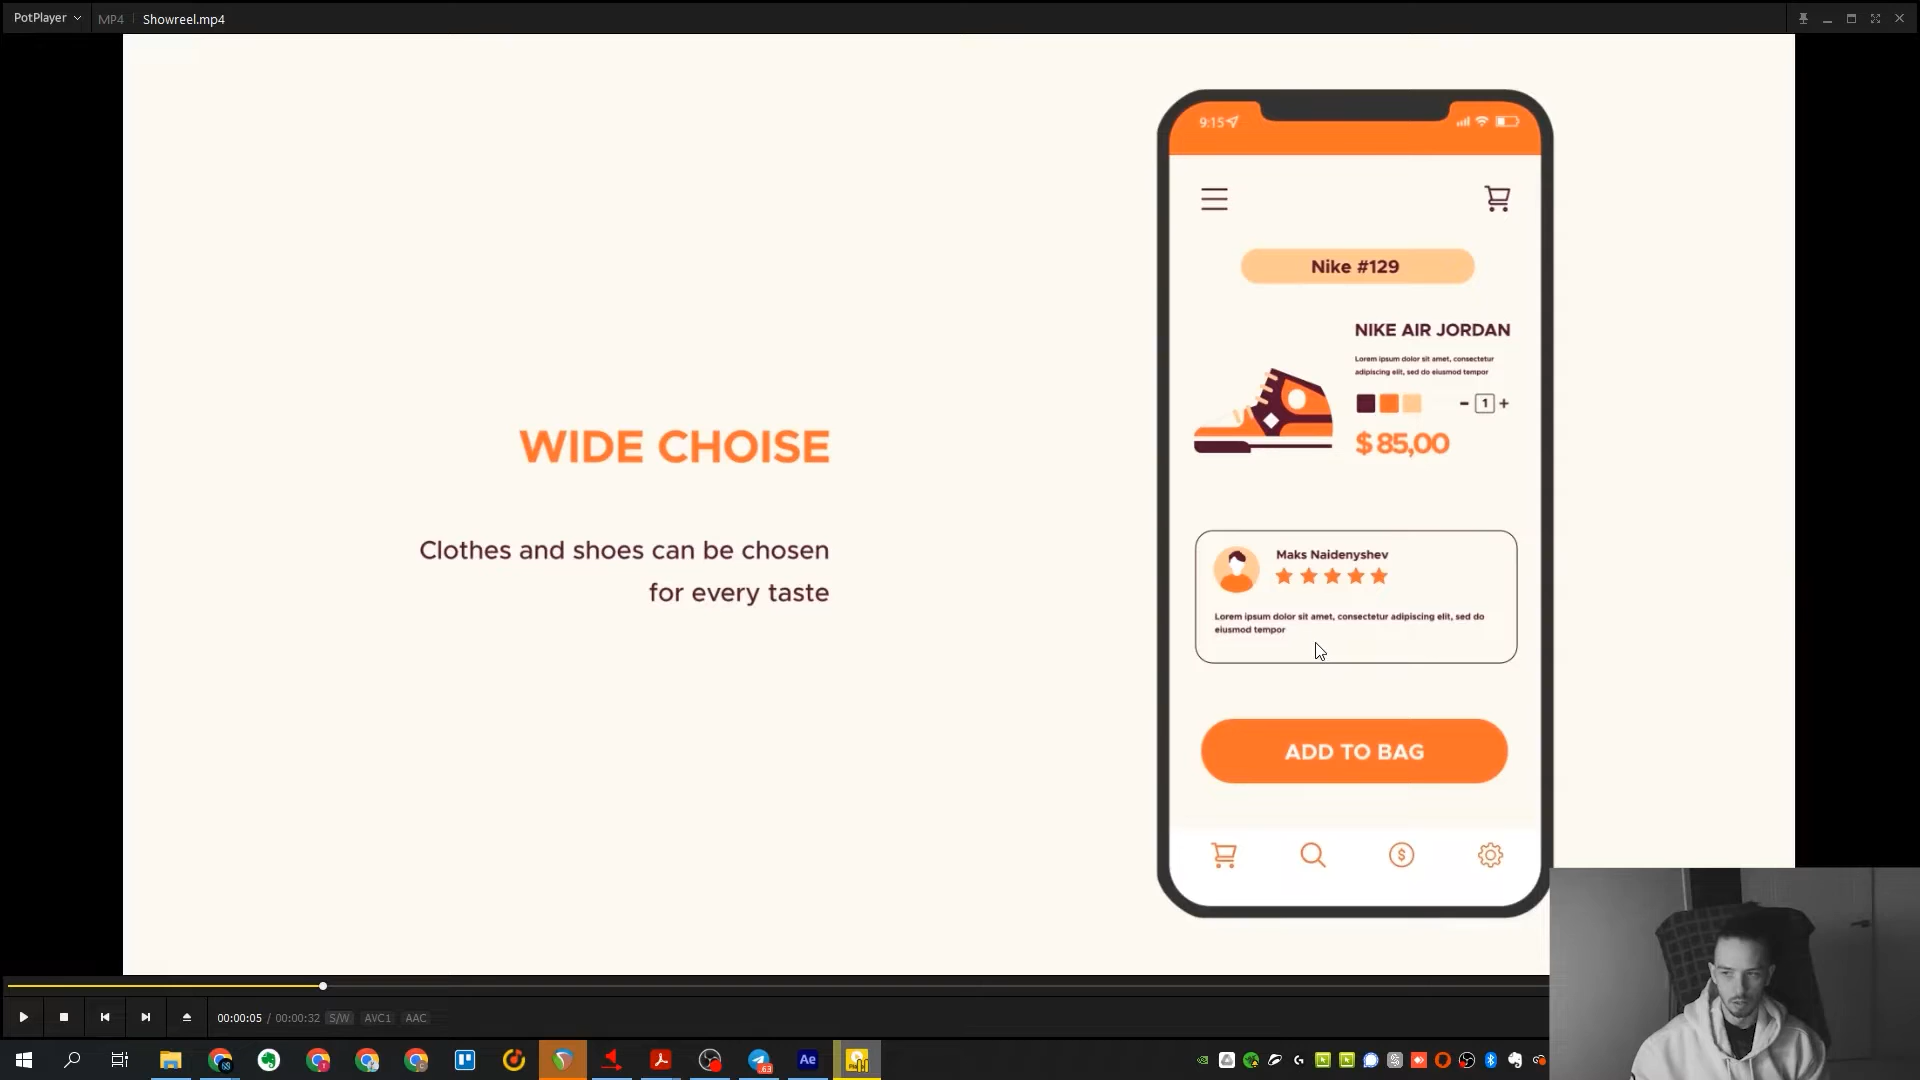 PotPlayer
MP4
Showreel.mp4
9:15
Nike #129
NIKE AIR JORDAN
Lorem ipsum dolor sit amet, consectetur
adipiscing elit, sed do eiusmod tempor
- 1 +
$ 85,00
WIDE CHOISE
Clothes and shoes can be chosen
for every taste
Maks Naidenyshev
Lorem ipsum dolor sit amet, consectetur adipiscing elit, sed do
eiusmod tempor
ADD TO BAG
$
00:00:05 / 00:00:32 S/W AVC1 AAC
Ae
63